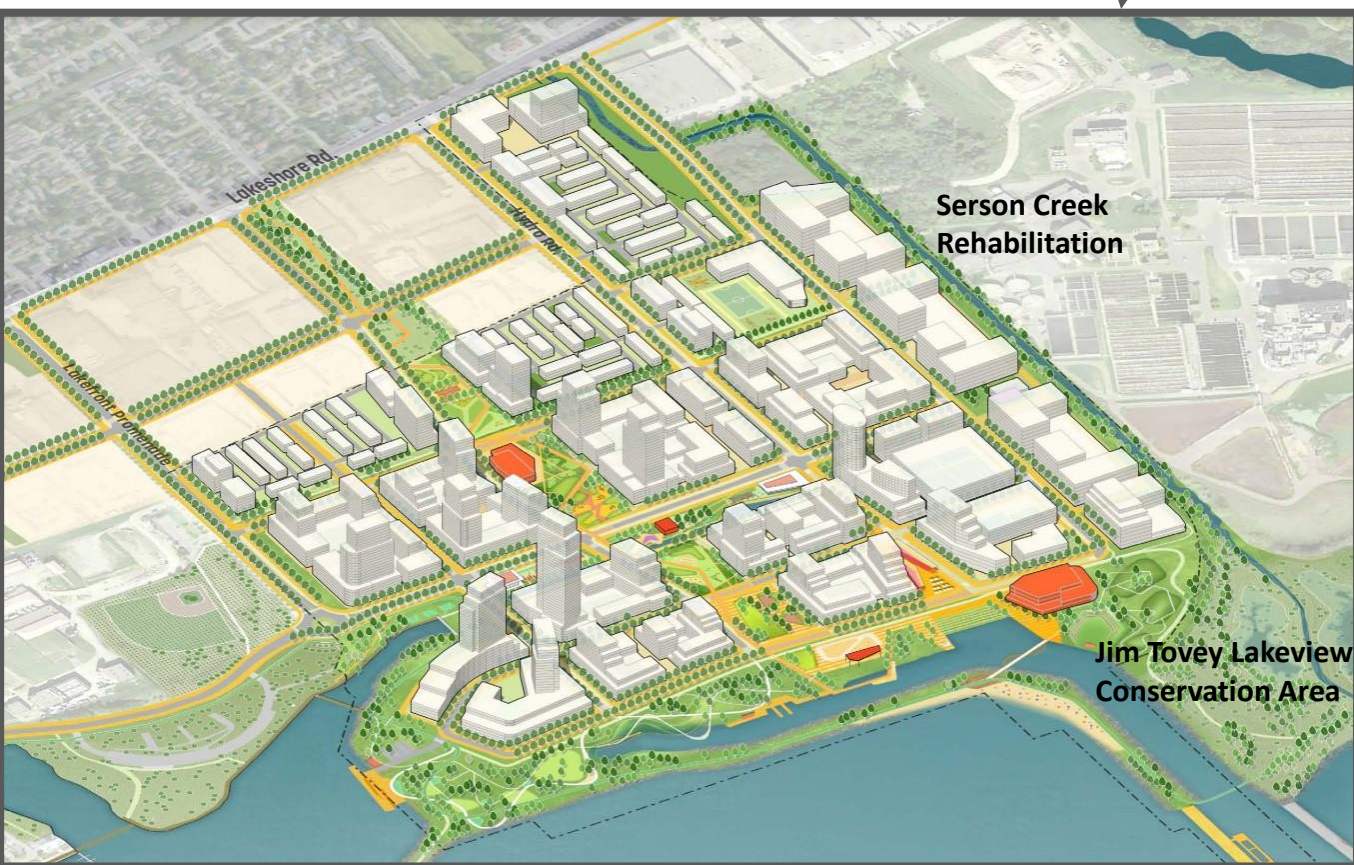 Lakeshore Rd.
Hydro Rd.
Serson Creek
Rehabilitation
Lakefront Promenade
Jim Tovey Lakeview
Conservation Area